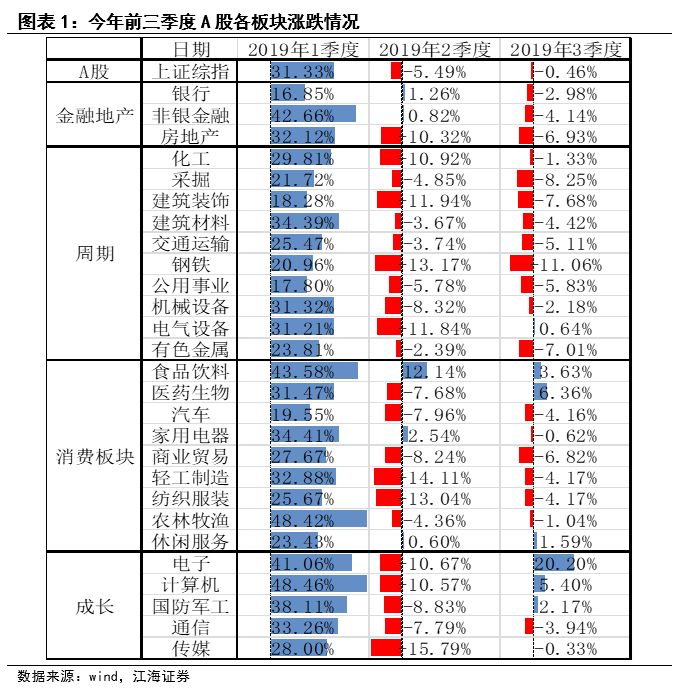 图表1：今年前三季度A股各板块涨跌情况
日期 2019年1季度 2019年2季度 2019年3季度
A股 上证综指 31.33% -5.49% -0.46%
银行 16.85% 1.26% -2.98%
金融地产 非银金融 42.66% 0.82% -4.14%
房地产 32.12% -10.32% -6.93%
化工 29.81% -10.92% -1.33%
采掘 21.72% -4.85% -8.25%
建筑装饰 18.28% -11.94% -7.68%
建筑材料 34.39% -3.67% -4.42%
交通运输 25.47% -3.74% -5.11%
周期 钢铁 20.96% -13.17% -11.06%
公用事业 17.80% -5.78% -5.83%
机械设备 31.32% -8.32% -2.18%
电气设备 31.21% -11.84% 0.64%
有色金属 23.81% -2.39% -7.01%
食品饮料 43.58% 12.14% 3.63%
医药生物 31.47% -7.68% 6.36%
汽车 19.55% -7.96% -4.16%
家用电器 34.41% 2.54% -0.62%
消费板块 商业贸易 27.67% -8.24% -6.82%
轻工制造 32.88% -14.11% -4.17%
纺织服装 25.67% -13.04% -4.17%
农林牧渔 48.42% -4.36% -1.04%
休闲服务 23.43% 0.60% 1.59%
电子 41.06% -10.67% 20.20%
计算机 48.46% -10.57% 5.40%
成长 国防军工 38.11% -8.83% 2.17%
通信 33.26% -7.79% -3.94%
传媒 28.00% -15.79% -0.33%
数据来源：wind，江海证券